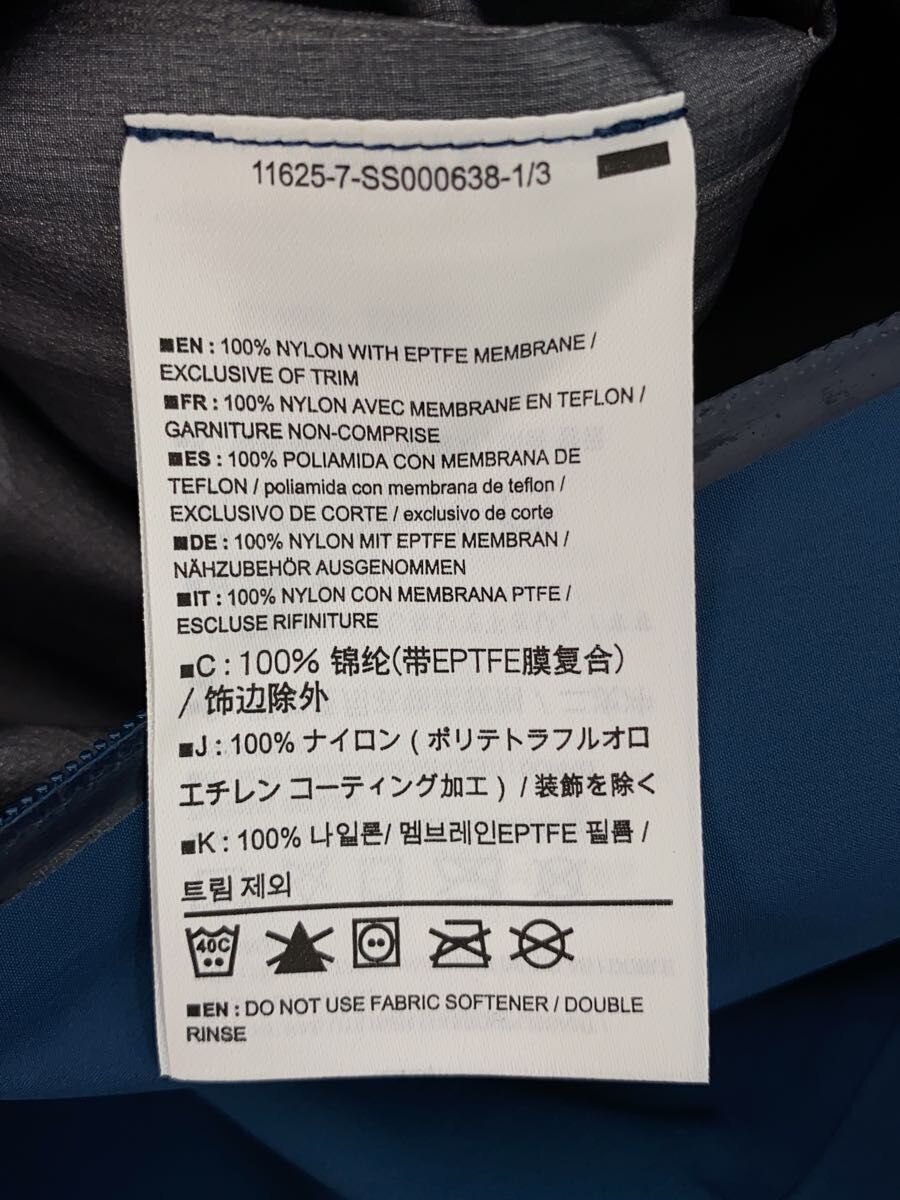 11625-7-SS000638-1/3
■EN : 100% NYLON WITH EPTFE MEMBRANE /
EXCLUSIVE OF TRIM
■FR : 100% NYLON AVEC MEMBRANE EN TEFLON /
GARNITURE NON-COMPRISE
■ES : 100% POLIAMIDA CON MEMBRANA DE
TEFLON / poliamida con membrana de teflon /
EXCLUSIVO DE CORTE / exclusivo de corte
■DE : 100% NYLON MIT EPTFE MEMBRAN /
NÄHZUBEHÖR AUSGENOMMEN
■IT : 100% NYLON CON MEMBRANA PTFE /
ESCLUSE RIFINITURE
■C : 100% 锦纶(带EPTFE膜复合)
/ 饰边除外
■J : 100% ナイロン ( ポリテトラフルオロ
エチレン コーティング加工 ) / 装飾を除く
■K : 100% 나일론/ 멤브레인EPTFE 필름 /
트림 제외
40C
■EN : DO NOT USE FABRIC SOFTENER / DOUBLE
RINSE